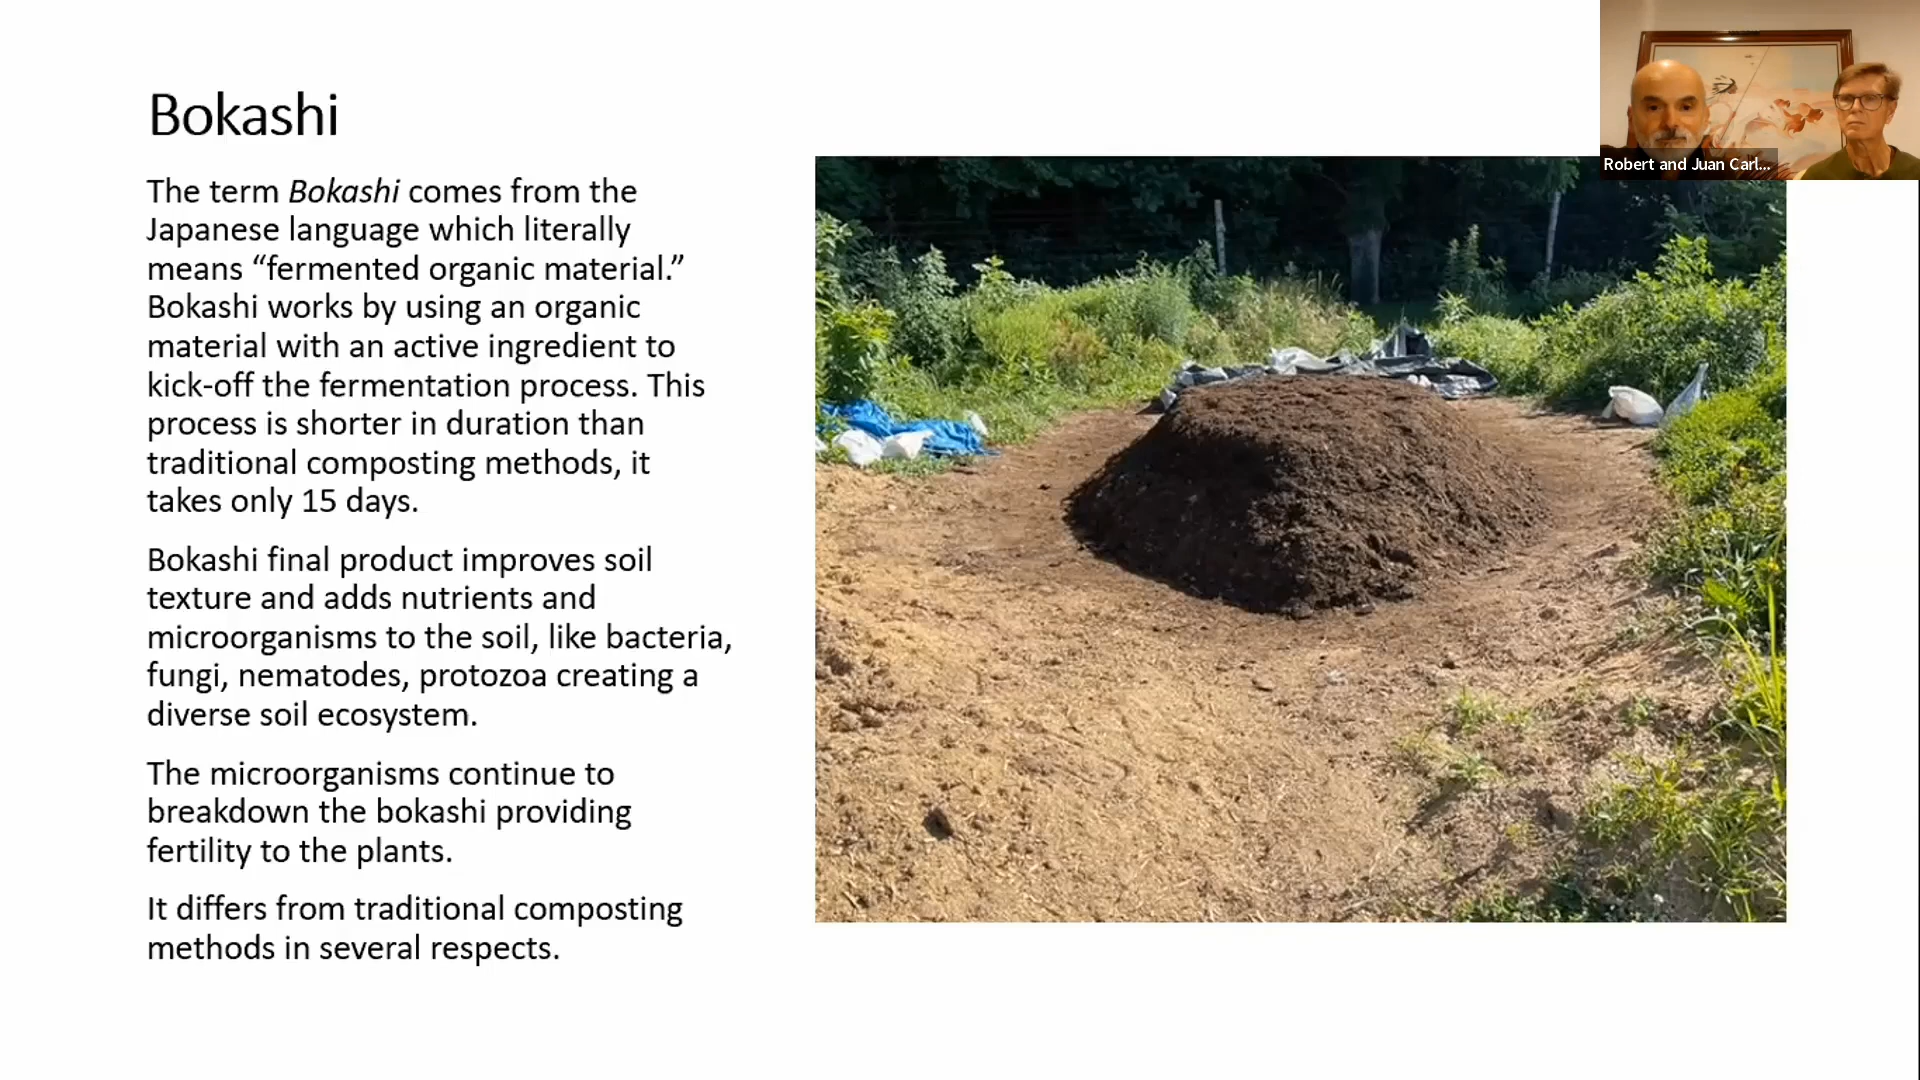 Bokashi
The term Bokashi comes from the
Japanese language which literally
means “fermented organic material.”
Bokashi works by using an organic
material with an active ingredient to
kick-off the fermentation process. This
process is shorter in duration than
traditional composting methods, it
takes only 15 days.
Bokashi final product improves soil
texture and adds nutrients and
microorganisms to the soil, like bacteria,
fungi, nematodes, protozoa creating a
diverse soil ecosystem.
The microorganisms continue to
breakdown the bokashi providing
fertility to the plants.
It differs from traditional composting
methods in several respects.
Robert and Juan Carl...